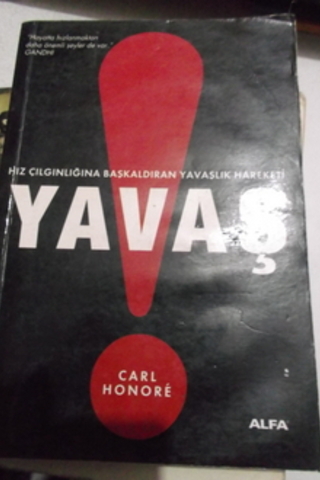 "Hayatta hızlanmaktan
daha önemli şeyler de var."
GANDHI
HIZ ÇILGINLIĞINA BAŞKALDIRAN YAVAŞLIK HAREKETİ
YAVAŞ
CARL
HONORÉ
ALFA